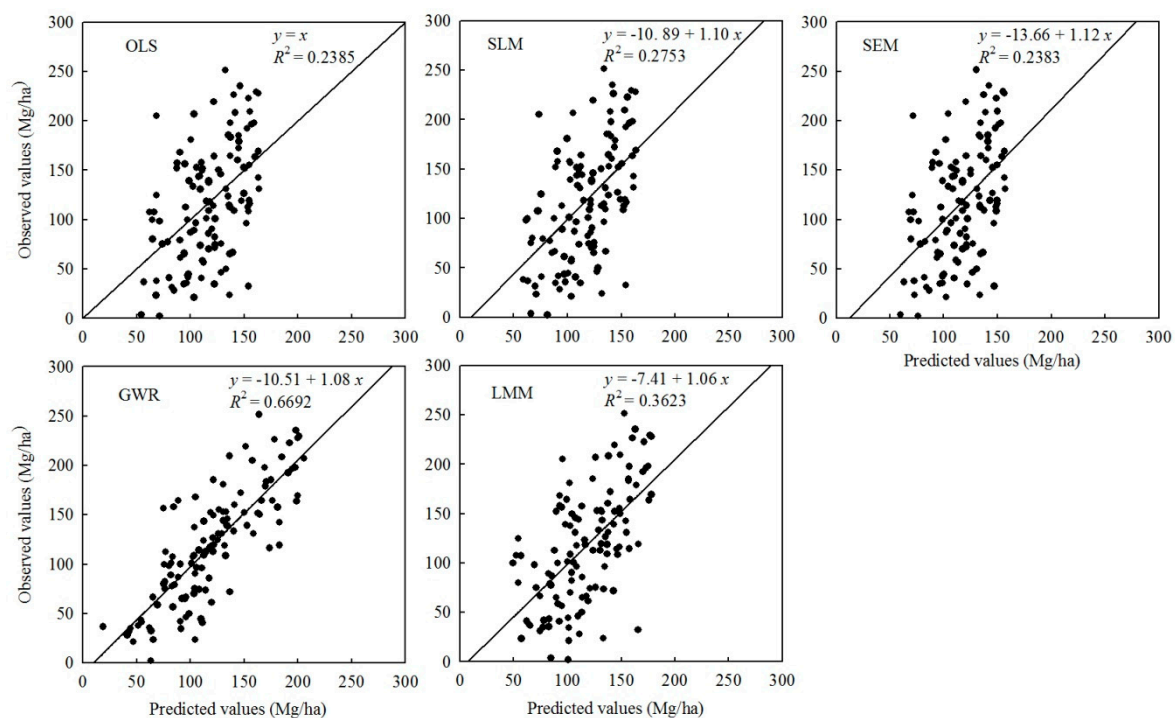 OLS
y = x
R² = 0.2385
300
250
200
150
100
50
0
0 50 100 150 200 250 300
Observed values (Mg/ha)
SLM
y = -10. 89 + 1.10 x
R² = 0.2753
300
250
200
150
100
50
0
0 50 100 150 200 250 300
SEM
y = -13.66 + 1.12 x
R² = 0.2383
300
250
200
150
100
50
0
0 50 100 150 200 250 300
Predicted values (Mg/ha)
GWR
y = -10.51 + 1.08 x
R² = 0.6692
300
250
200
150
100
50
0
0 50 100 150 200 250 300
Observed values (Mg/ha)
Predicted values (Mg/ha)
LMM
y = -7.41 + 1.06 x
R² = 0.3623
300
250
200
150
100
50
0
0 50 100 150 200 250 300
Predicted values (Mg/ha)